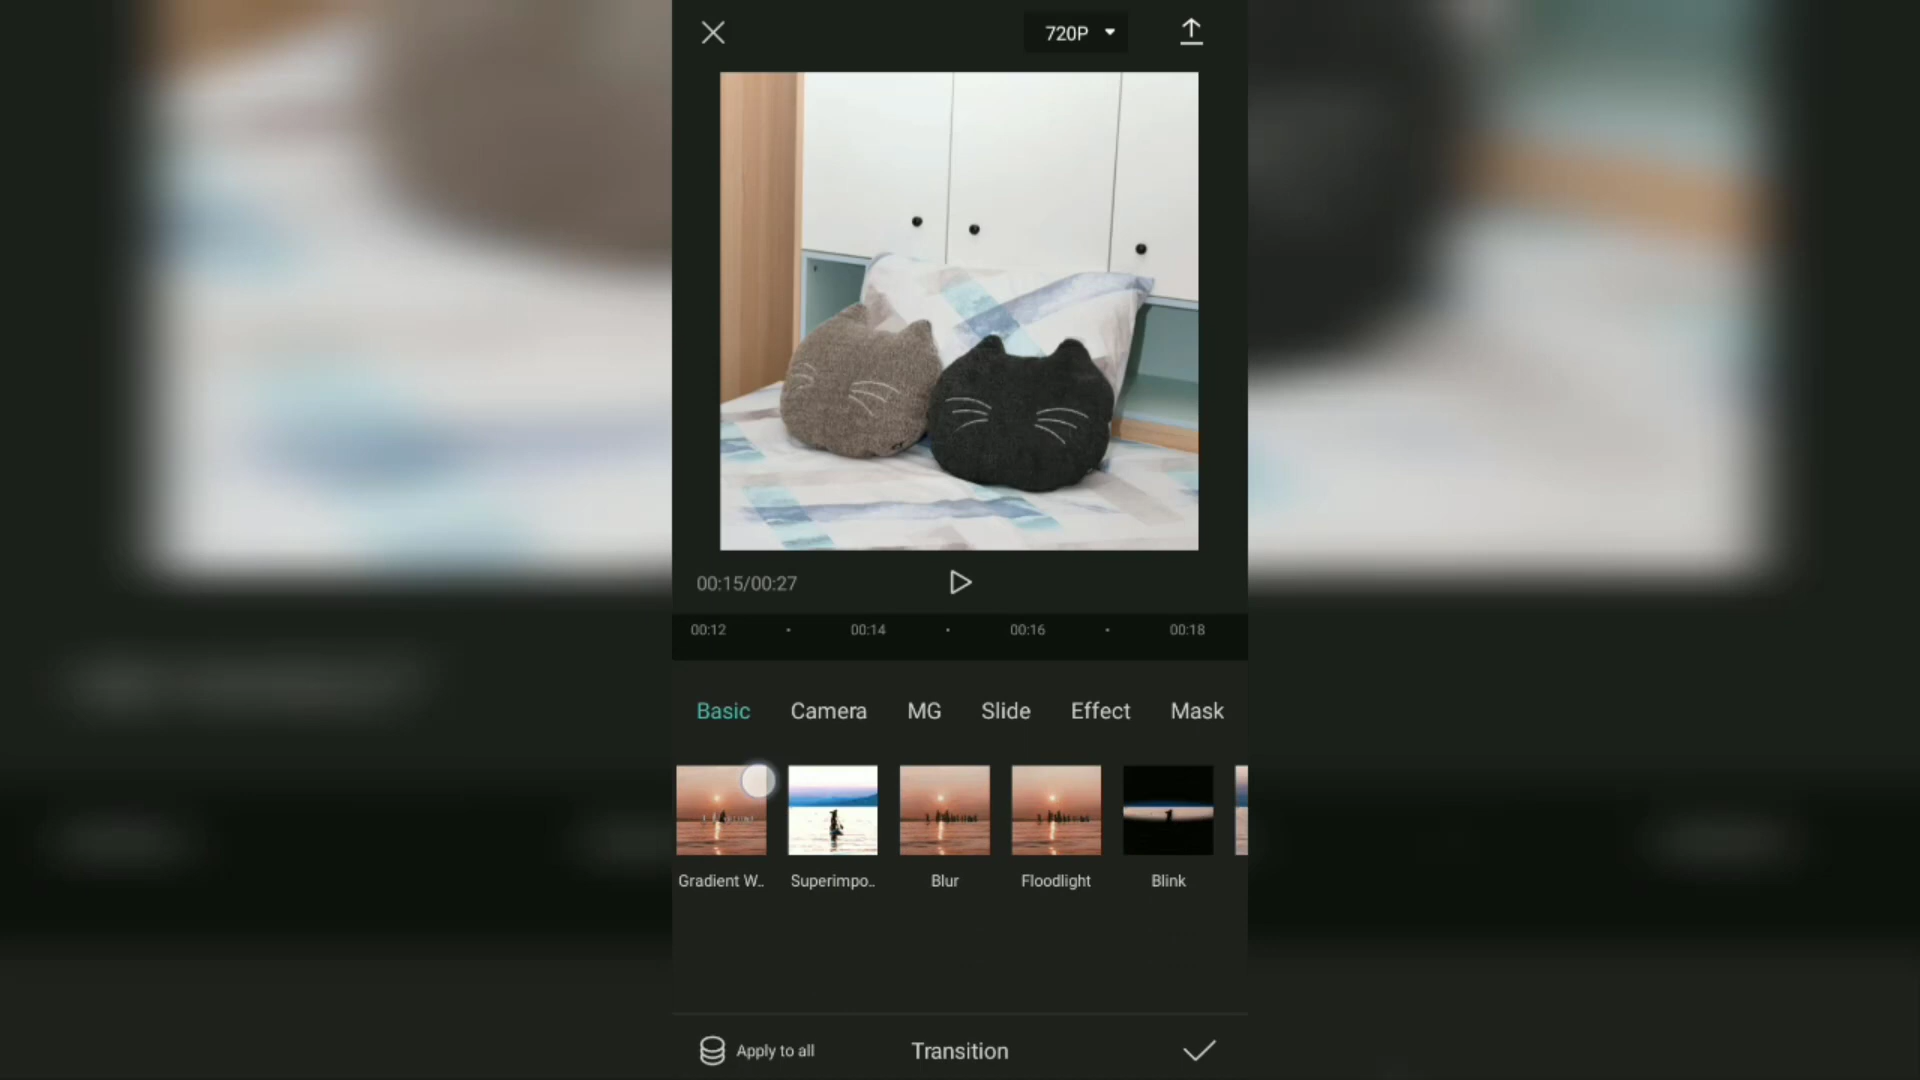 720P
00:15/00:27
00:12 00:14 00:16 00:18
Basic Camera MG Slide Effect Mask
Gradient W.. Superimpo.. Blur Floodlight Blink
Apply to all Transition